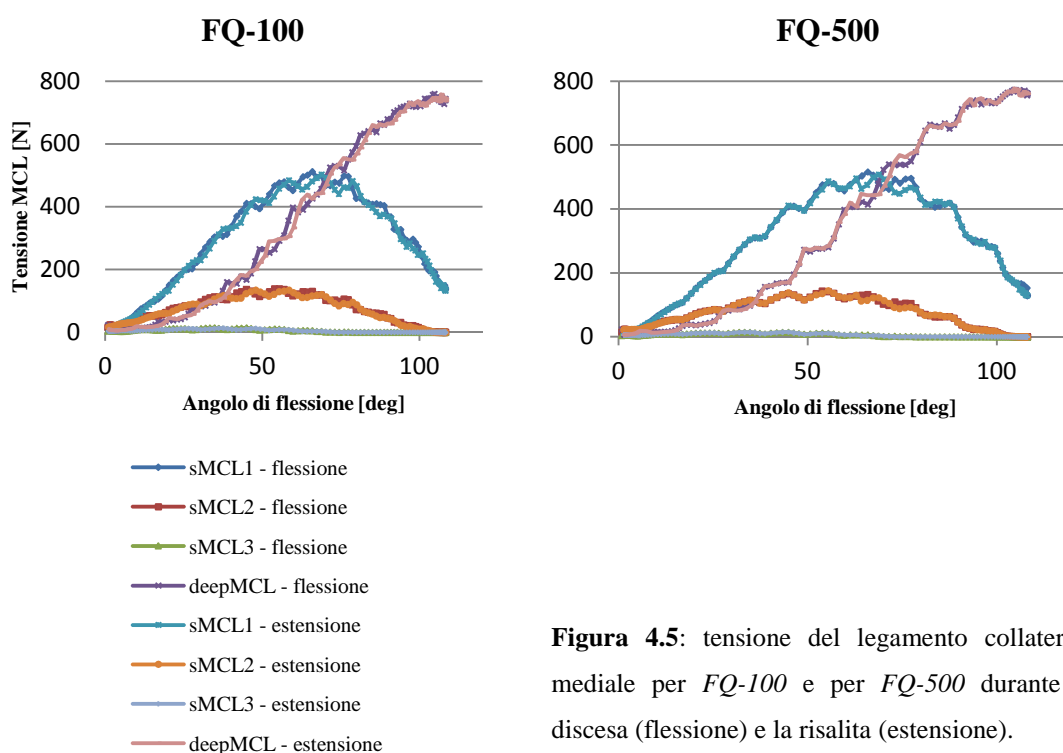 FQ-100
800
600
400
200
0
0
50
100
Tensione MCL [N]
Angolo di flessione [deg]
FQ-500
800
600
400
200
0
0
50
100
Angolo di flessione [deg]
sMCL1 - flessione
sMCL2 - flessione
sMCL3 - flessione
deepMCL - flessione
sMCL1 - estensione
sMCL2 - estensione
sMCL3 - estensione
deepMCL - estensione
Figura 4.5: tensione del legamento collater
mediale per FQ-100 e per FQ-500 durante
discesa (flessione) e la risalita (estensione).